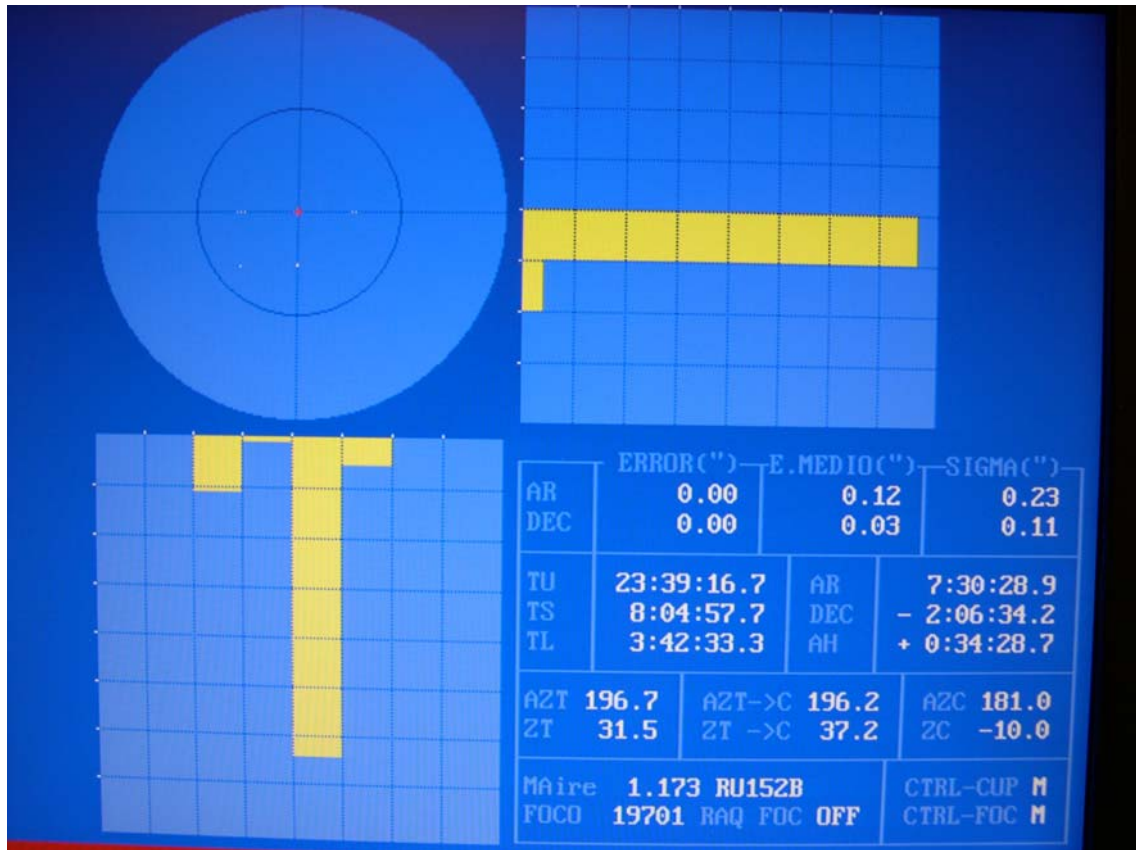 ERROR(") E.MEDIO(") SIGMA(")
AR 0.00 0.12 0.23
DEC 0.00 0.03 0.11
TU 23:39:16.7 AR 7:30:28.9
TS 8:04:57.7 DEC - 2:06:34.2
TL 3:42:33.3 AH + 0:34:28.7
AZT 196.7 AZT->C 196.2 AZC 181.0
ZT 31.5 ZT ->C 37.2 ZC -10.0
MAire 1.173 RU152B CTRL-CUP M
FOCO 19701 RAQ FOC OFF CTRL-FOC M